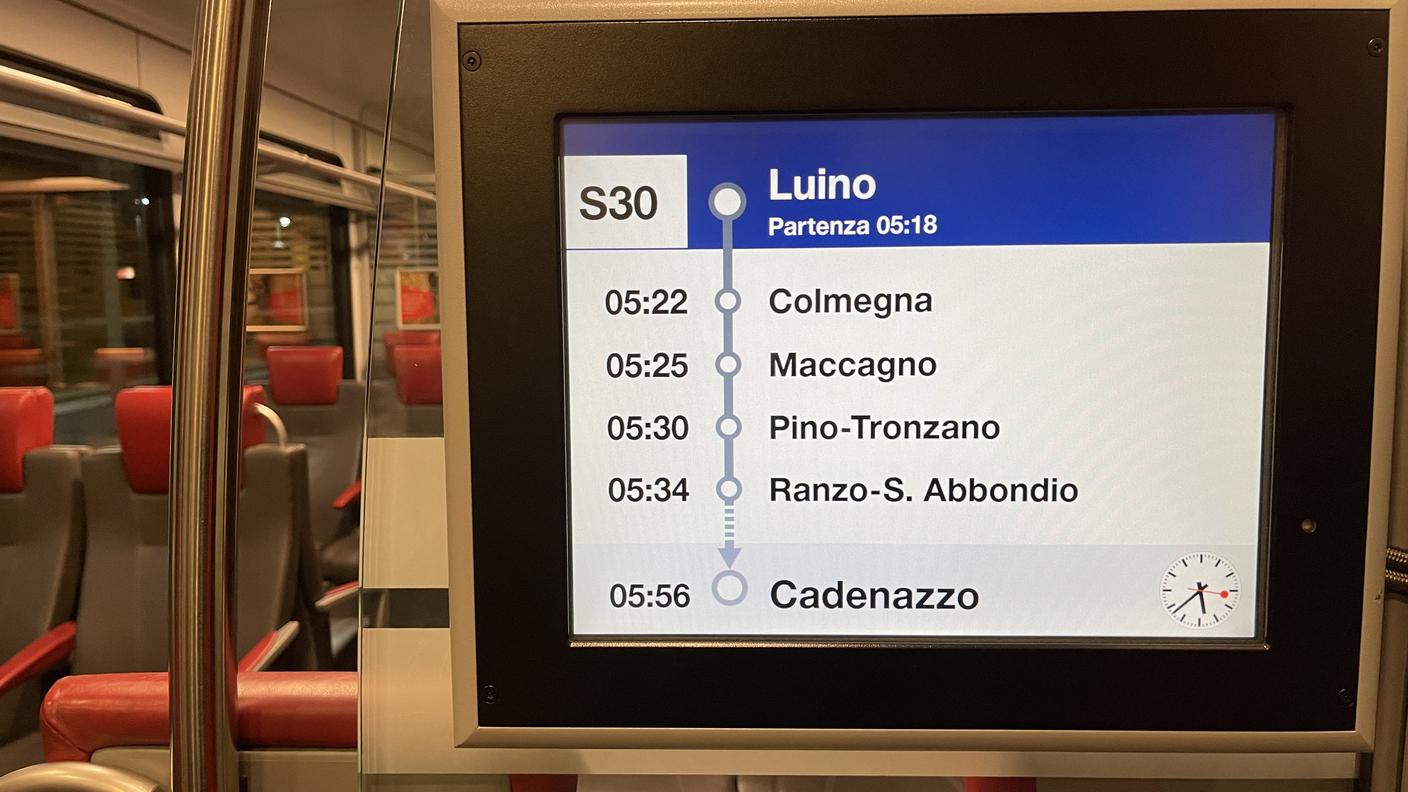 S30
Luino
Partenza 05:18
05:22 Colmegna
05:25 Maccagno
05:30 Pino-Tronzano
05:34 Ranzo-S. Abbondio
05:56 Cadenazzo